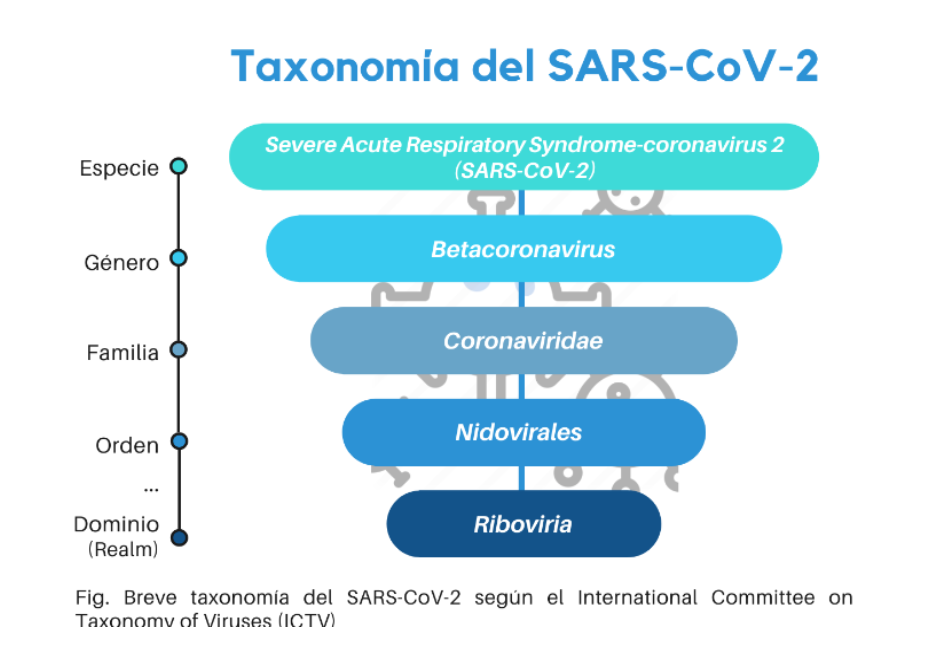 Taxonomía del SARS-CoV-2
Especie
Severe Acute Respiratory Syndrome-coronavirus 2
(SARS-CoV-2)
Género
Betacoronavirus
Familia
Coronaviridae
Orden
Nidovirales
...
Dominio
(Realm)
Riboviria
Fig. Breve taxonomía del SARS-CoV-2 según el International Committee on
Taxonomy of Viruses (ICTV)